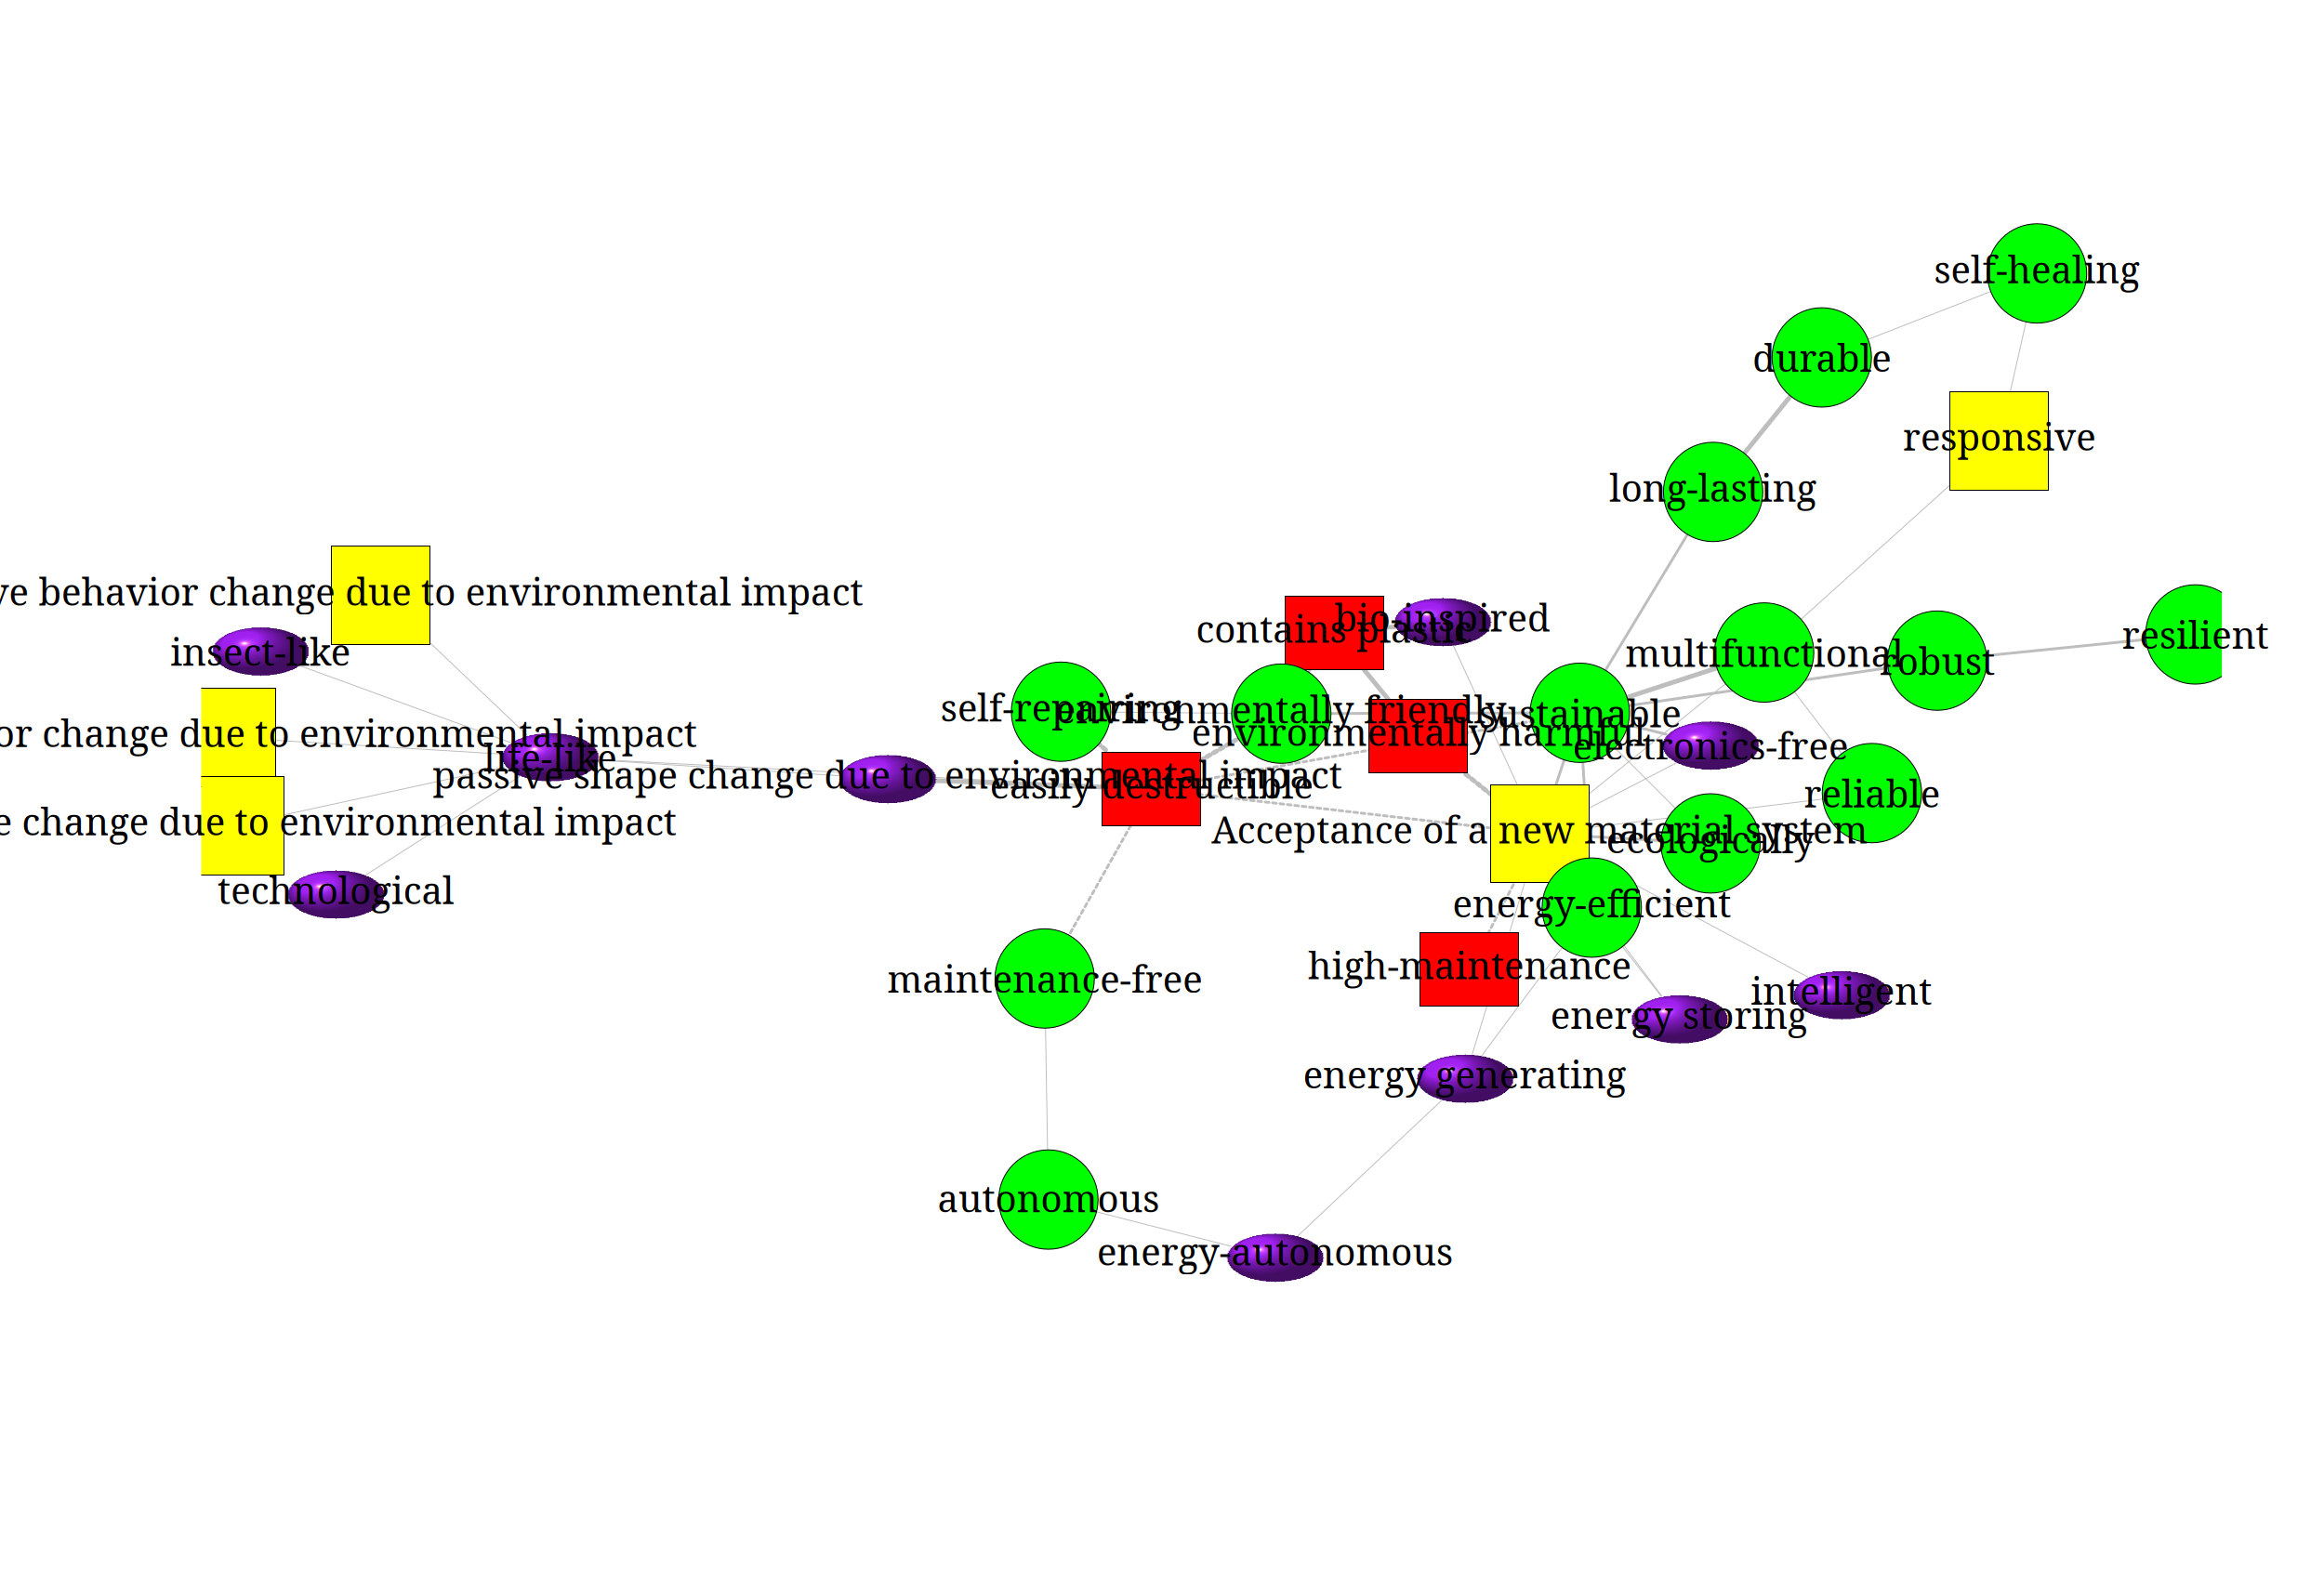 self-healing
durable
responsive
long-lasting
behavior change due to environmental impact
contains plastic
bio-inspired
resilient
insect-like
multifunctional
robust
self-repairing
environmentally friendly
sustainable
change due to environmental impact
environmentally harmful
electronics-free
life-like
passive shape change due to environmental impact
easily destructible
reliable
change due to environmental impact
Acceptance of a new material system
ecologically
technological
energy-efficient
maintenance-free
high-maintenance
intelligent
energy storing
energy generating
autonomous
energy-autonomous